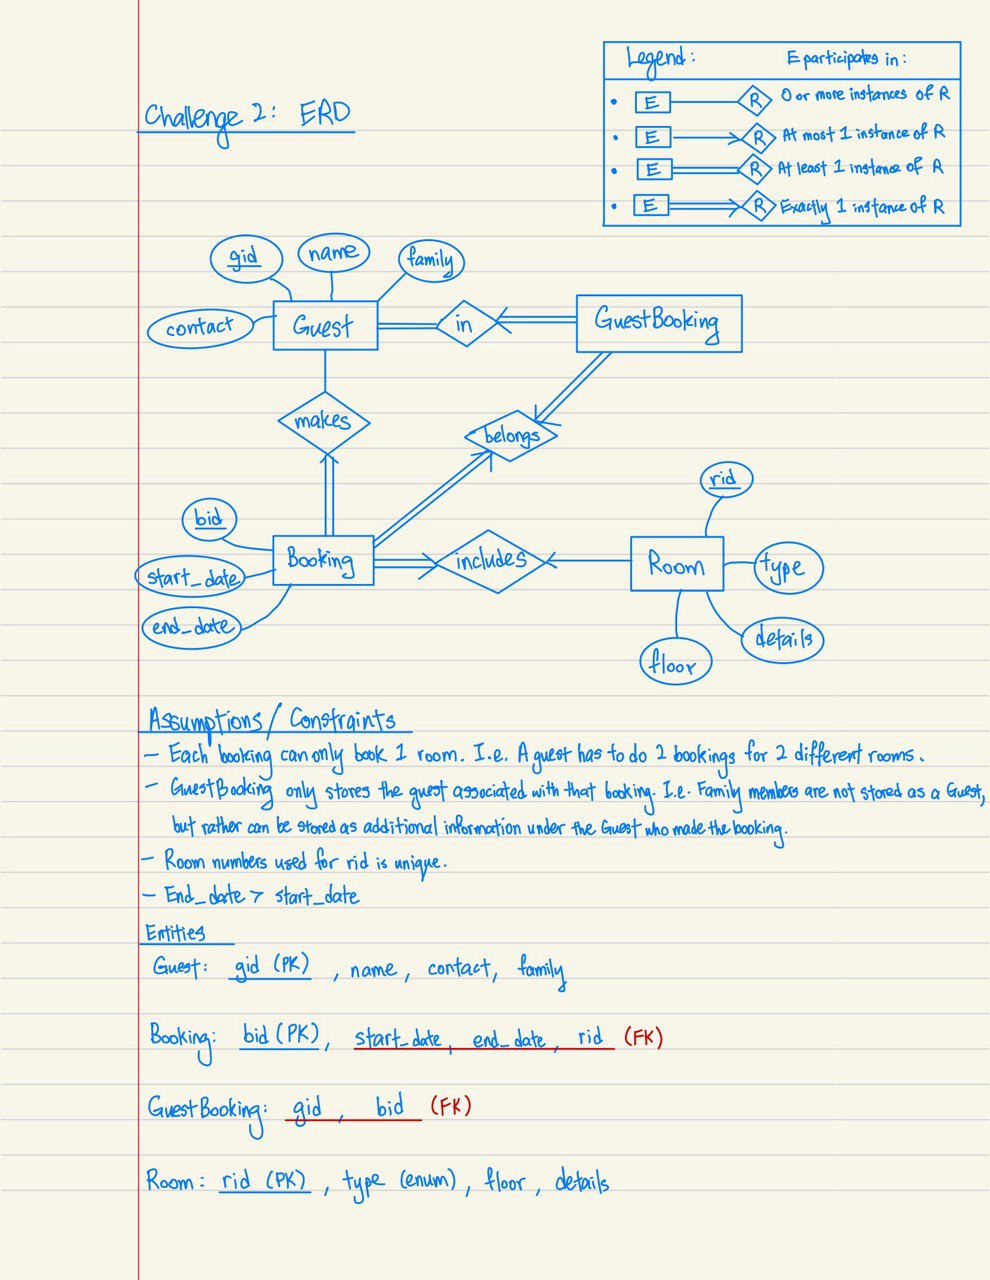 Legend: E participates in:
• E R 0 or more instances of R
• E R At most 1 instance of R
• E R At least 1 instance of R
• E R Exactly 1 instance of R
Challenge 2: ERD
gid name family
contact Guest in GuestBooking
makes belongs
rid
bid
Booking includes Room type
start_date
end_date details
floor
Assumptions/Constraints
- Each booking can only book 1 room. I.e. A guest has to do 2 bookings for 2 different rooms.
- GuestBooking only stores the guest associated with that booking. I.e. Family members are not stored as a Guest,
but rather can be stored as additional information under the Guest who made the booking.
- Room numbers used for rid is unique.
- End_date > start_date
Entities
Guest: gid (PK), name, contact, family
Booking: bid (PK), start_date, end_date, rid (FK)
GuestBooking: gid, bid (FK)
Room: rid (PK), type (enum), floor, details